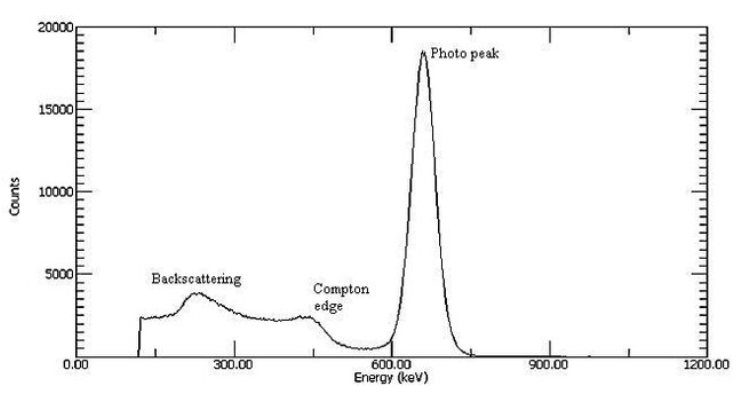 20000
Photo peak
15000
Counts
10000
Backscattering
5000
Compton
edge
0.00
300.00
600.00
900.00
1200.00
Energy (keV)